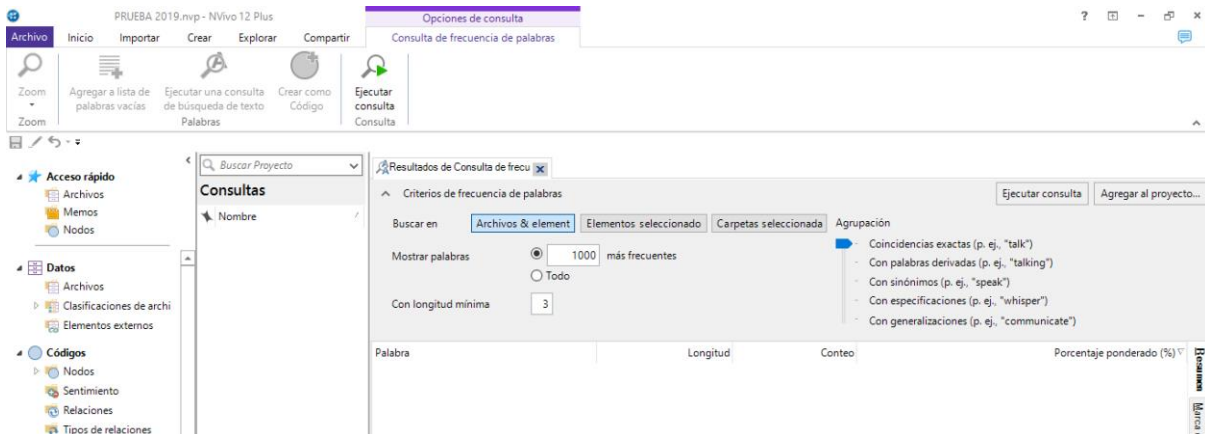 PRUEBA 2019.nvp - NVivo 12 Plus
Opciones de consulta
?
Archivo Inicio Importar Crear Explorar Compartir Consulta de frecuencia de palabras
Zoom
Agregar a lista de palabras vacías
Ejecutar una consulta de búsqueda de texto
Crear como Código
Ejecutar consulta
Zoom Palabras Consulta
Acceso rápido
Archivos
Memos
Nodos
Datos
Archivos
Clasificaciones de archi
Elementos externos
Códigos
Nodos
Sentimiento
Relaciones
Tipos de relaciones
Buscar Proyecto
Consultas
Nombre
Resultados de Consulta de frecu
Criterios de frecuencia de palabras
Ejecutar consulta Agregar al proyecto...
Buscar en Archivos & element Elementos seleccionado Carpetas seleccionada
Mostrar palabras 1000 más frecuentes
Todo
Con longitud mínima 3
Agrupación
Coincidencias exactas (p. ej., "talk")
Con palabras derivadas (p. ej., "talking")
Con sinónimos (p. ej., "speak")
Con especificaciones (p. ej., "whisper")
Con generalizaciones (p. ej., "communicate")
Palabra Longitud Conteo Porcentaje ponderado (%)
Resumen
Marca